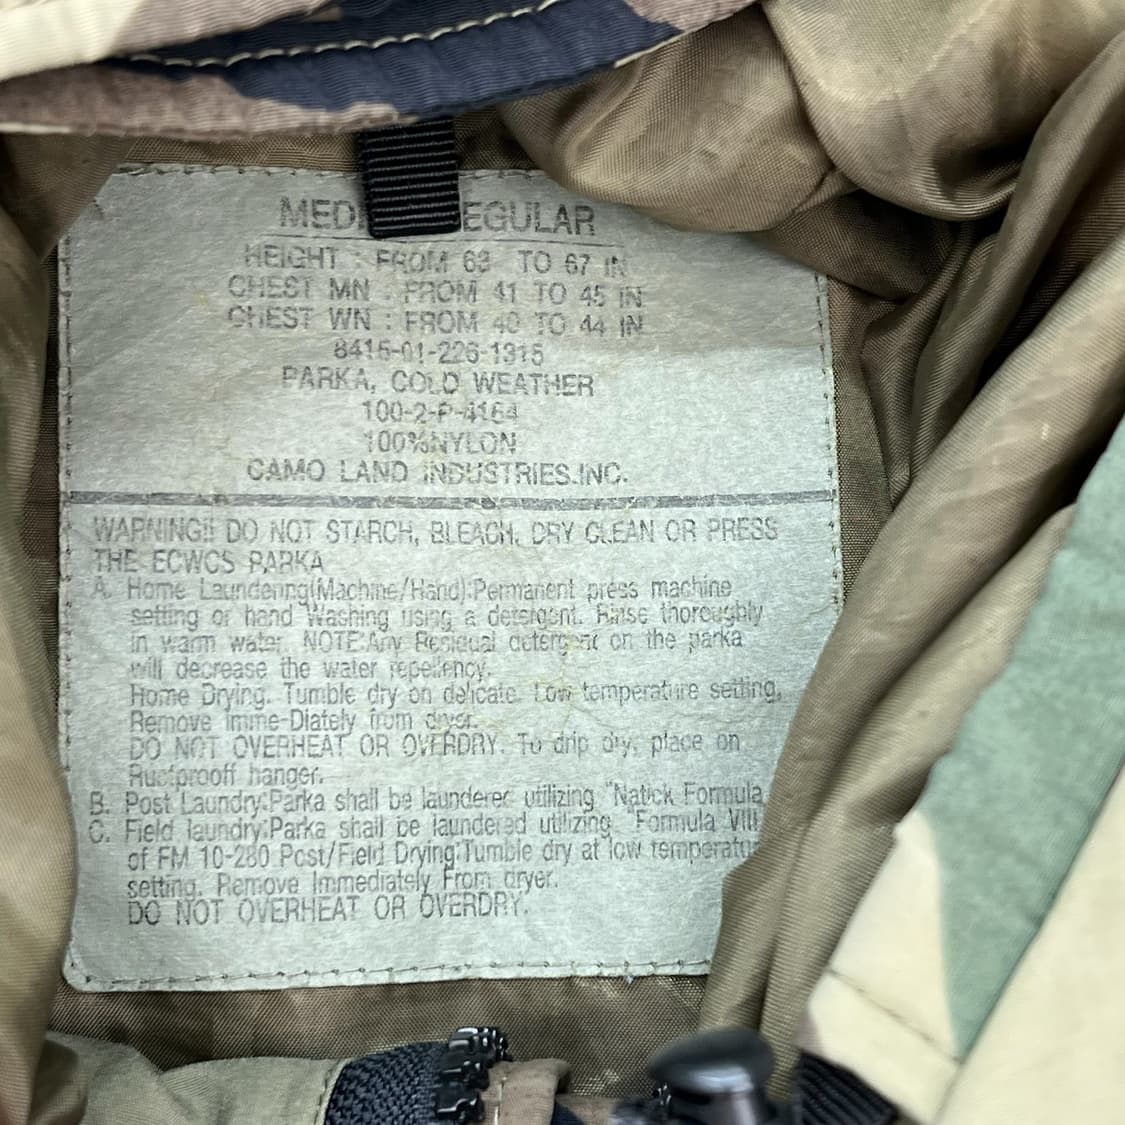 MED EGULAR
HEIGHT : FROM 63 TO 67 IN
CHEST MN : FROM 41 TO 45 IN
CHEST WN : FROM 40 TO 44 IN
8415-01-226-1315
PARKA, COLD WEATHER
100-2-P-4164
100%NYLON
CAMO LAND INDUSTRIES.INC.
WARNING!! DO NOT STARCH, BLEACH, DRY CLEAN OR PRESS
THE ECWCS PARKA
A. Home Laundering(Machine/Hand):Permanent press machine
setting or hand Washing using a detergent. Rinse thoroughly
in warm water. NOTE:Any Residual detergent on the parka
will decrease the water repellency.
Home Drying. Tumble dry on delicate. Low temperature setting,
Remove Imme-Diately from dryer.
DO NOT OVERHEAT OR OVERDRY. To drip dry, place on
Rustprooff hanger.
B. Post Laundry:Parka shall be laundered utilizing "Natick Formula
C. Field laundry:Parka shall be laundered utilizing "Formula VIII
of FM 10-280 Post/Field Drying:Tumble dry at low temperatu
setting. Remove Immediately From dryer.
DO NOT OVERHEAT OR OVERDRY.